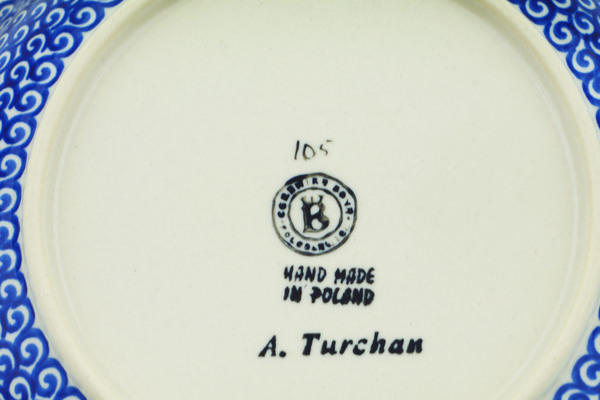 105
B
HAND MADE
IN POLAND
A. Turchan